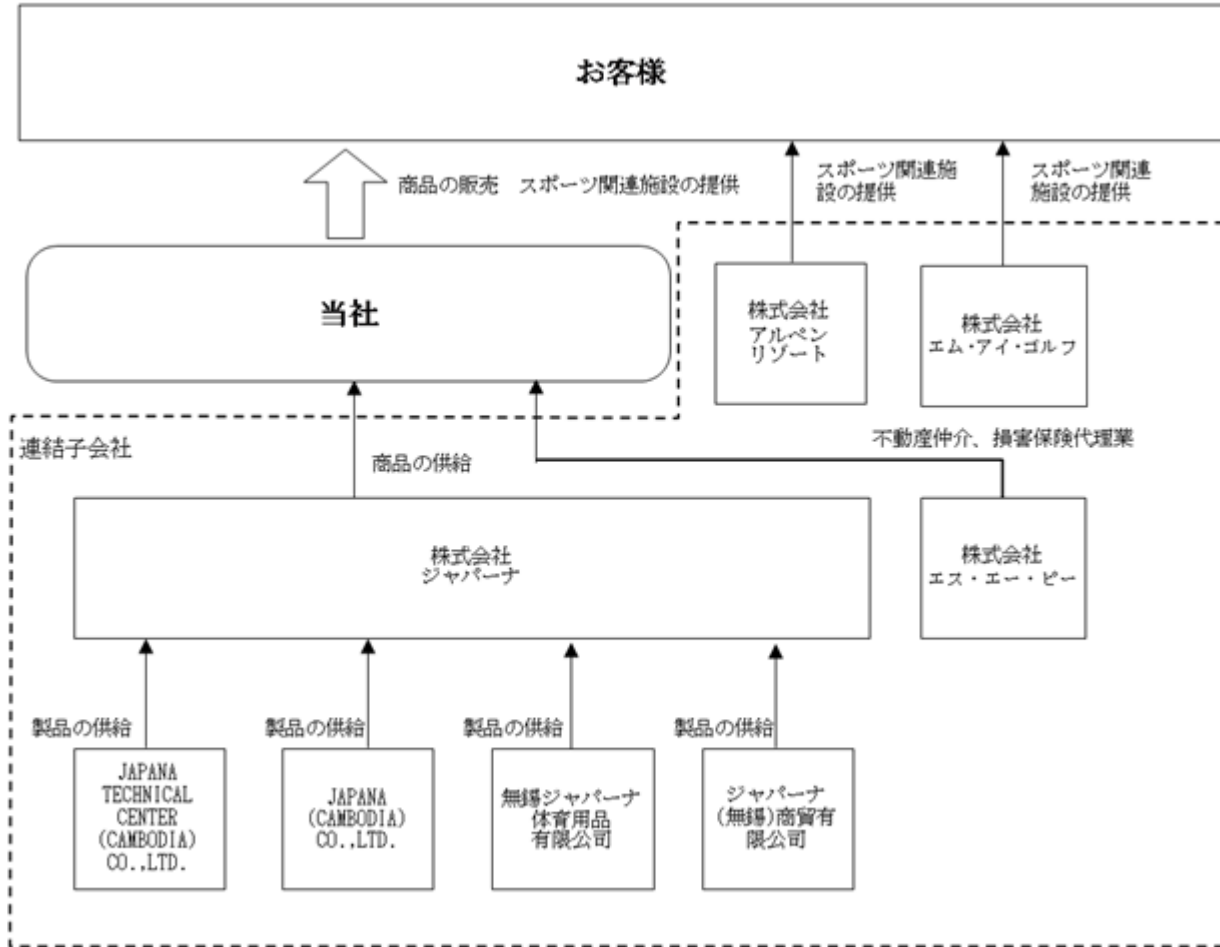 お客様
商品の販売　スポーツ関連施設の提供
スポーツ関連施
設の提供
スポーツ関連
施設の提供
当社
株式会社
アルペン
リゾート
株式会社
エム・アイ・ゴルフ
連結子会社
商品の供給
不動産仲介、損害保険代理業
株式会社
ジャパーナ
株式会社
エス・エー・ピー
製品の供給
製品の供給
製品の供給
製品の供給
JAPANA
TECHNICAL
CENTER
(CAMBODIA)
CO.,LTD.
JAPANA
(CAMBODIA)
CO.,LTD.
無錫ジャパーナ
体育用品
有限公司
ジャパーナ
(無錫)商貿有
限公司